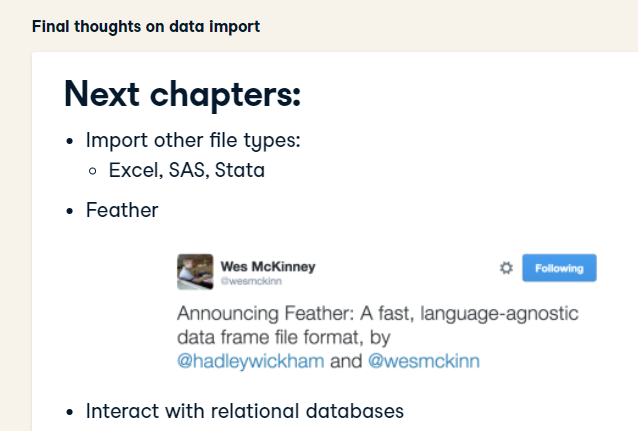 Final thoughts on data import
Next chapters:
• Import other file types:
◦ Excel, SAS, Stata
• Feather
Wes McKinney
@wesmckinn
Following
Announcing Feather: A fast, language-agnostic
data frame file format, by
@hadleywickham and @wesmckinn
• Interact with relational databases